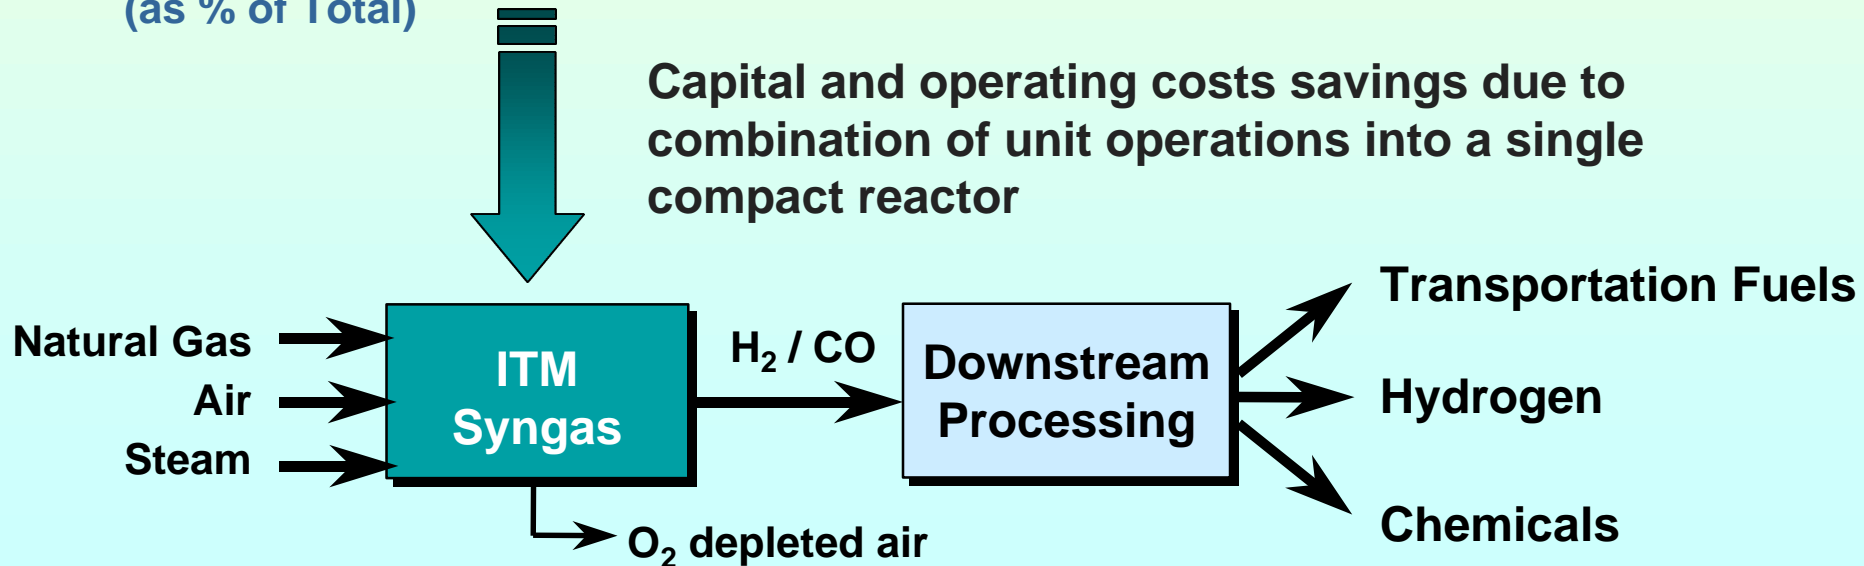 (as % of Total)
Capital and operating costs savings due to
combination of unit operations into a single
compact reactor
Natural Gas
Air
Steam
ITM
Syngas
H₂ / CO
O₂ depleted air
Downstream
Processing
Transportation Fuels
Hydrogen
Chemicals